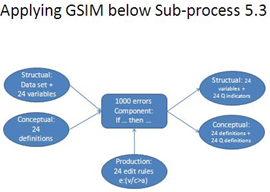 Applying GSIM below Sub-process 5.3
Structual:
Data set +
24 variables
Conceptual:
24
definitions
1000 errors
Component:
If ... then ...
Structual: 24
variables +
24 Q indicators
Conceptual: 24
definitions +
24 Q definitions
Production:
24 edit rules
e:(v/c>a)